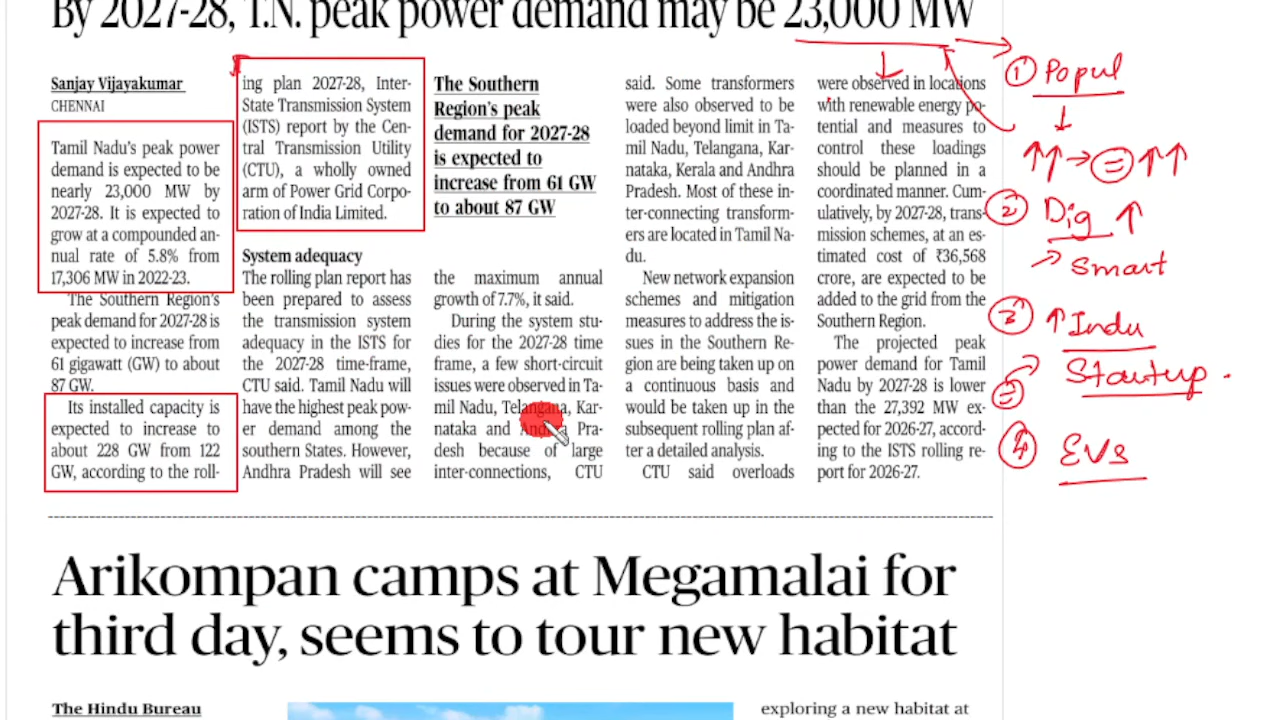 By 2027-28, T.N. peak power demand may be 23,000 MW
Sanjay Vijayakumar
CHENNAI
Tamil Nadu's peak power
demand is expected to be
nearly 23,000 MW by
2027-28. It is expected to
grow at a compounded an-
nual rate of 5.8% from
17,306 MW in 2022-23.
The Southern Region's
peak demand for 2027-28 is
expected to increase from
61 gigawatt (GW) to about
87 GW.
Its installed capacity is
expected to increase to
about 228 GW from 122
GW, according to the roll-
ing plan 2027-28, Inter-
State Transmission System
(ISTS) report by the Cen-
tral Transmission Utility
(CTU), a wholly owned
arm of Power Grid Corpo-
ration of India Limited.
System adequacy
The rolling plan report has
been prepared to assess
the transmission system
adequacy in the ISTS for
the 2027-28 time-frame,
CTU said. Tamil Nadu will
have the highest peak pow-
er demand among the
southern States. However,
Andhra Pradesh will see
The Southern
Region's peak
demand for 2027-28
is expected to
increase from 61 GW
to about 87 GW
the maximum annual
growth of 7.7%, it said.
During the system stu-
dies for the 2027-28 time
frame, a few short-circuit
issues were observed in Ta-
mil Nadu, Telangana, Kar-
nataka and Andhra Pra-
desh because of large
inter-connections, CTU
said. Some transformers
were also observed to be
loaded beyond limit in Ta-
mil Nadu, Telangana, Kar-
nataka, Kerala and Andhra
Pradesh. Most of these in-
ter-connecting transform-
ers are located in Tamil Na-
du.
New network expansion
schemes and mitigation
measures to address the is-
sues in the Southern Re-
gion are being taken up on
a continuous basis and
would be taken up in the
subsequent rolling plan af-
ter a detailed analysis.
CTU said overloads
were observed in locations
with renewable energy po-
tential and measures to
control these loadings
should be planned in a
coordinated manner. Cum-
ulatively, by 2027-28, trans-
mission schemes, at an es-
timated cost of ₹36,568
crore, are expected to be
added to the grid from the
Southern Region.
The projected peak
power demand for Tamil
Nadu by 2027-28 is lower
than the 27,392 MW ex-
pected for 2026-27, accord-
ing to the ISTS rolling re-
port for 2026-27.
① Popul
↓
↑↑ → = ↑↑
② Dig ↑
→ Smart
③ ↑ Indu
Startup.
④ EVs
Arikompan camps at Megamalai for
third day, seems to tour new habitat
The Hindu Bureau
exploring a new habitat at